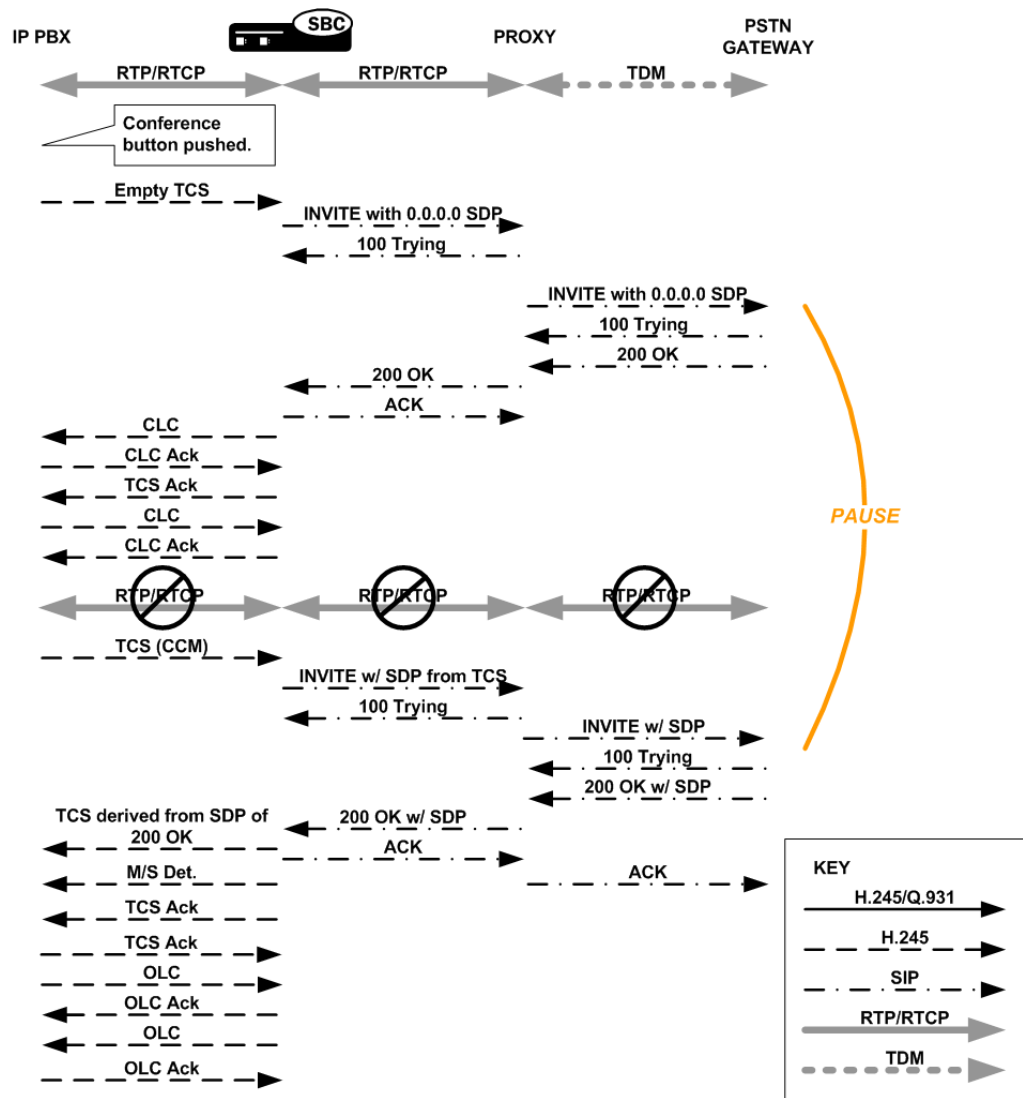 IP PBX
SBC
PROXY
PSTN
GATEWAY
RTP/RTCP
RTP/RTCP
TDM
Conference
button pushed.
Empty TCS
INVITE with 0.0.0.0 SDP
100 Trying
INVITE with 0.0.0.0 SDP
100 Trying
200 OK
200 OK
ACK
CLC
CLC Ack
TCS Ack
CLC
CLC Ack
PAUSE
RTP/RTCP
RTP/RTCP
RTP/RTCP
TCS (CCM)
INVITE w/ SDP from TCS
100 Trying
INVITE w/ SDP
100 Trying
200 OK w/ SDP
200 OK w/ SDP
TCS derived from SDP of
200 OK
ACK
M/S Det.
ACK
TCS Ack
TCS Ack
OLC
OLC Ack
OLC
OLC Ack
KEY
H.245/Q.931
H.245
SIP
RTP/RTCP
TDM